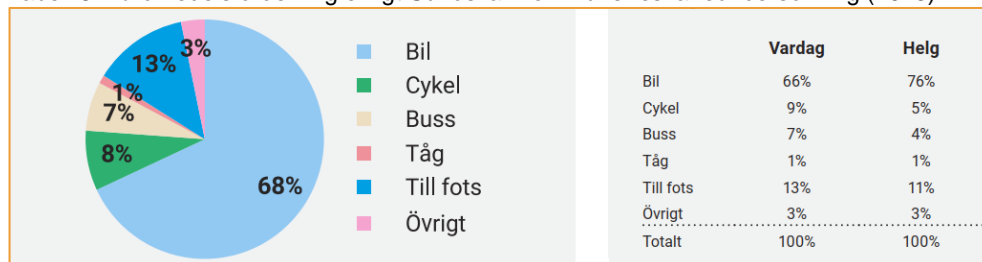 3%
13%
1%
7%
8%
68%
Bil
Cykel
Buss
Tåg
Till fots
Övrigt
Vardag Helg
Bil 66% 76%
Cykel 9% 5%
Buss 7% 4%
Tåg 1% 1%
Till fots 13% 11%
Övrigt 3% 3%
Totalt 100% 100%